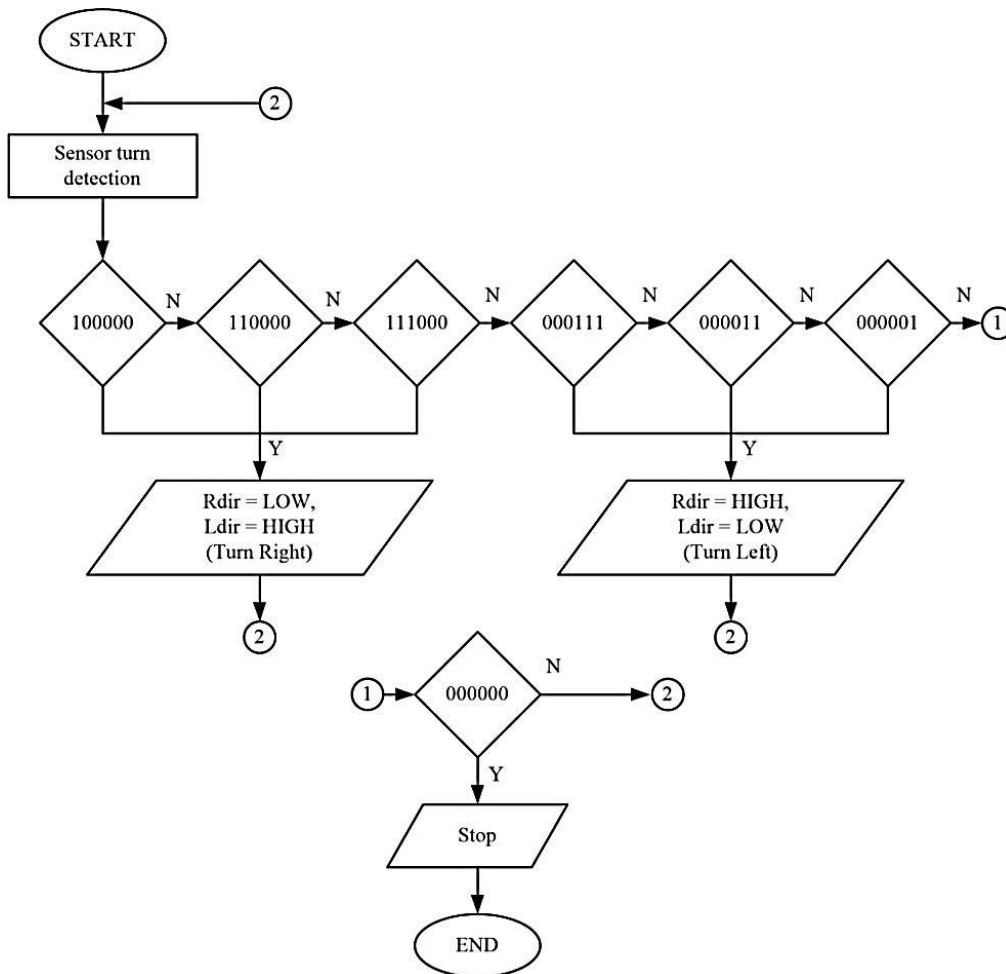 START
2
Sensor turn
detection
100000
N
110000
N
111000
N
000111
N
000011
N
000001
N
1
Y
Y
Rdir = LOW,
Ldir = HIGH
(Turn Right)
Rdir = HIGH,
Ldir = LOW
(Turn Left)
2
2
1
000000
N
2
Y
Stop
END